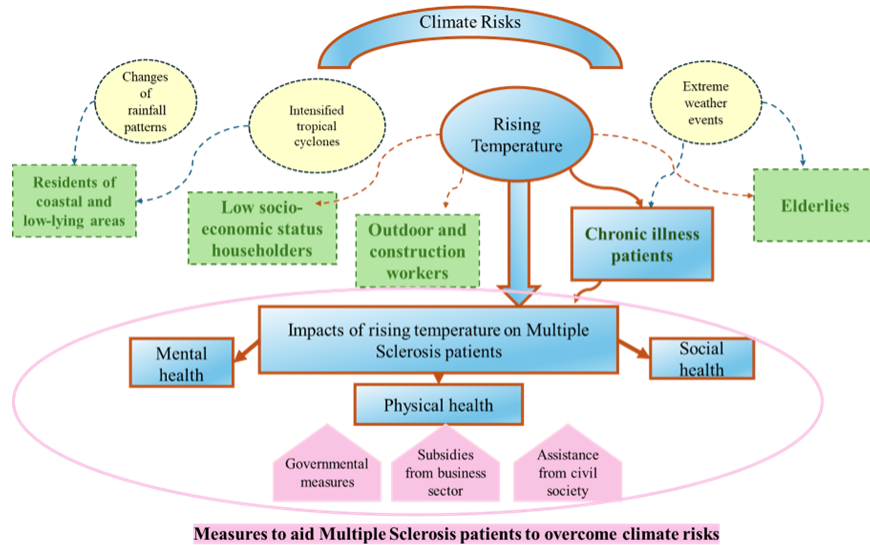 Climate Risks
Changes
of
rainfall
patterns
Intensified
tropical
cyclones
Rising
Temperature
Extreme
weather
events
Residents of
coastal and
low-lying areas
Low socio-
economic status
householders
Outdoor and
construction
workers
Chronic illness
patients
Elderlies
Impacts of rising temperature on Multiple
Sclerosis patients
Mental
health
Social
health
Physical health
Governmental
measures
Subsidies
from business
sector
Assistance
from civil
society
Measures to aid Multiple Sclerosis patients to overcome climate risks